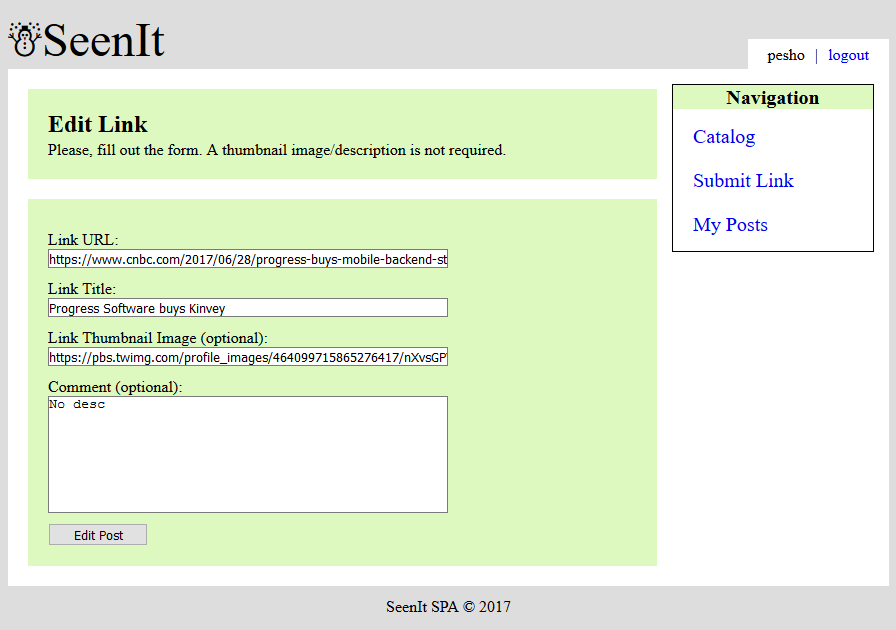 ☃SeenIt
pesho | logout
Edit Link
Please, fill out the form. A thumbnail image/description is not required.
Navigation
Catalog
Submit Link
My Posts
Link URL:
https://www.cnbc.com/2017/06/28/progress-buys-mobile-backend-st
Link Title:
Progress Software buys Kinvey
Link Thumbnail Image (optional):
https://pbs.twimg.com/profile_images/464099715865276417/nXvsGP
Comment (optional):
No desc
Edit Post
SeenIt SPA © 2017